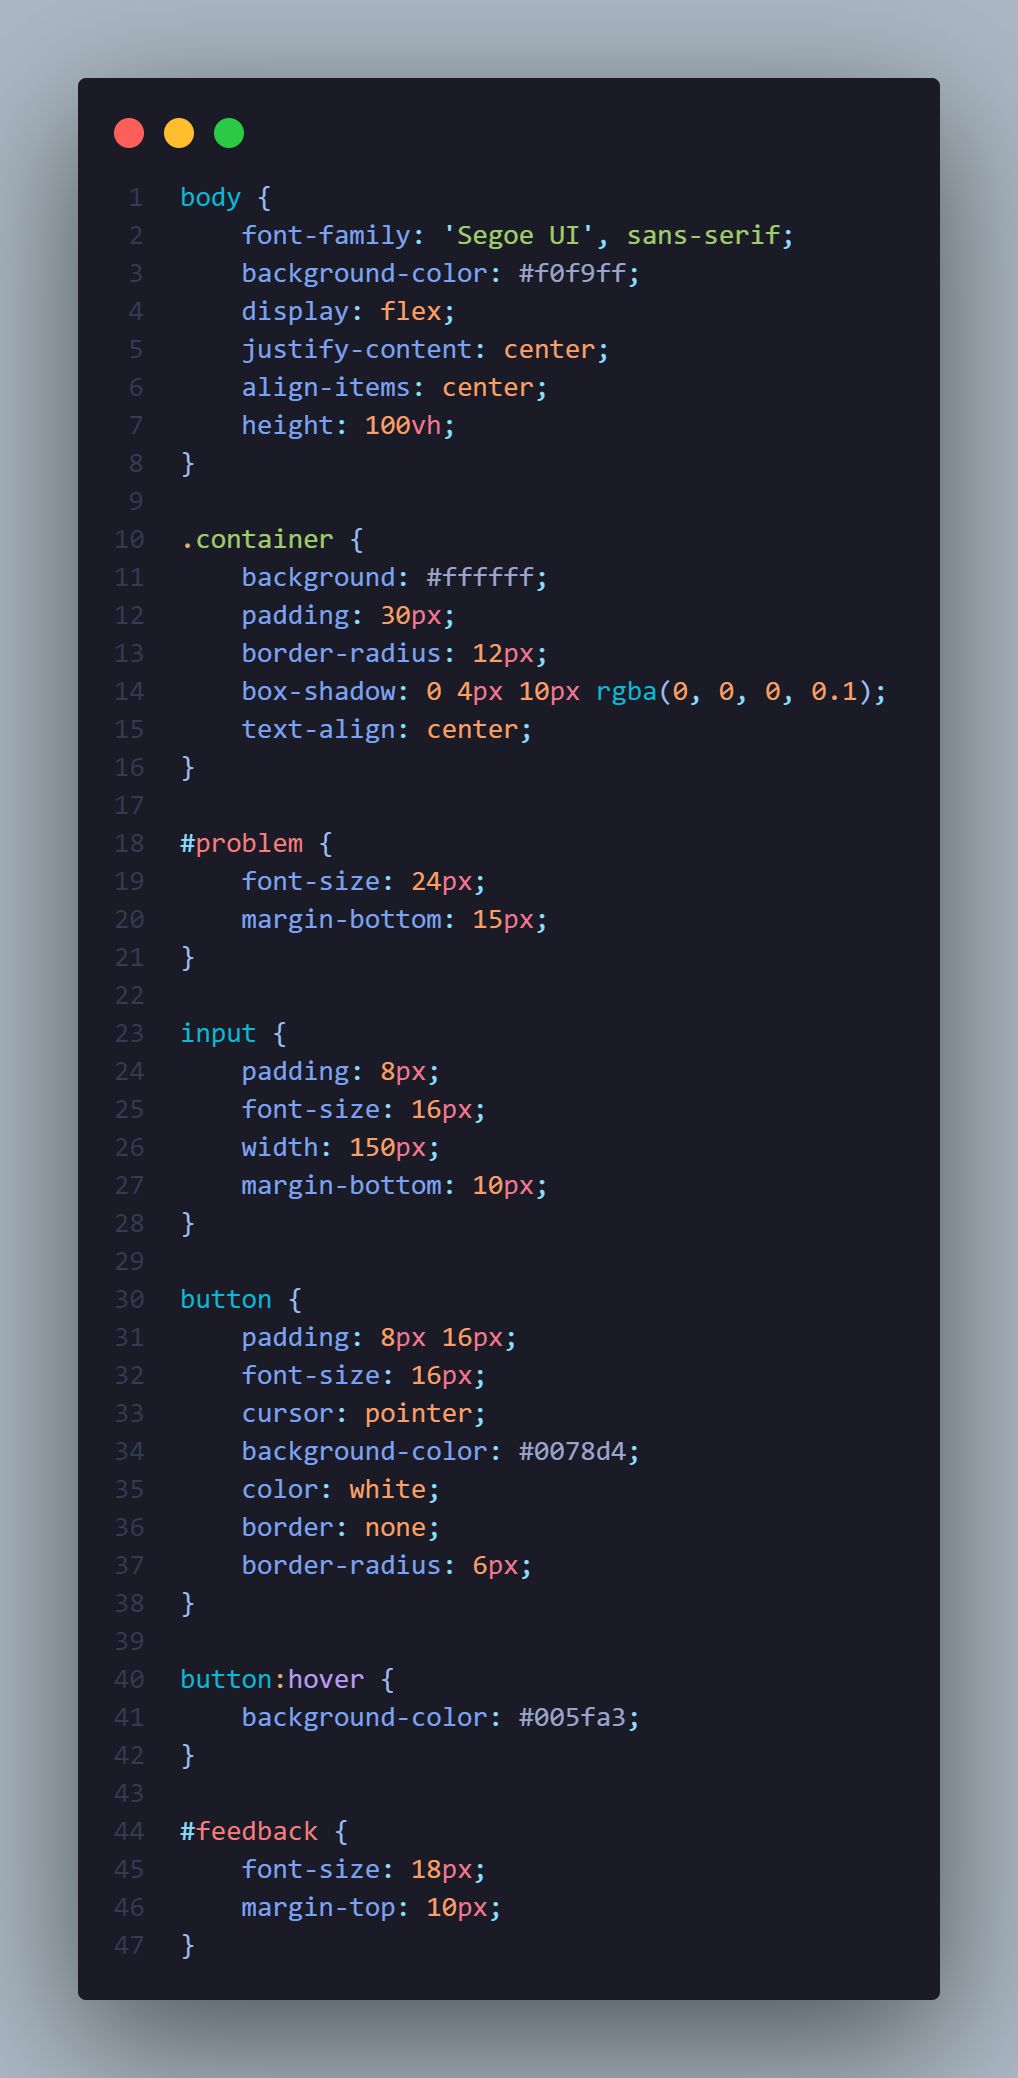 1 body {
2     font-family: 'Segoe UI', sans-serif;
3     background-color: #f0f9ff;
4     display: flex;
5     justify-content: center;
6     align-items: center;
7     height: 100vh;
8 }
9
10 .container {
11     background: #ffffff;
12     padding: 30px;
13     border-radius: 12px;
14     box-shadow: 0 4px 10px rgba(0, 0, 0, 0.1);
15     text-align: center;
16 }
17
18 #problem {
19     font-size: 24px;
20     margin-bottom: 15px;
21 }
22
23 input {
24     padding: 8px;
25     font-size: 16px;
26     width: 150px;
27     margin-bottom: 10px;
28 }
29
30 button {
31     padding: 8px 16px;
32     font-size: 16px;
33     cursor: pointer;
34     background-color: #0078d4;
35     color: white;
36     border: none;
37     border-radius: 6px;
38 }
39
40 button:hover {
41     background-color: #005fa3;
42 }
43
44 #feedback {
45     font-size: 18px;
46     margin-top: 10px;
47 }